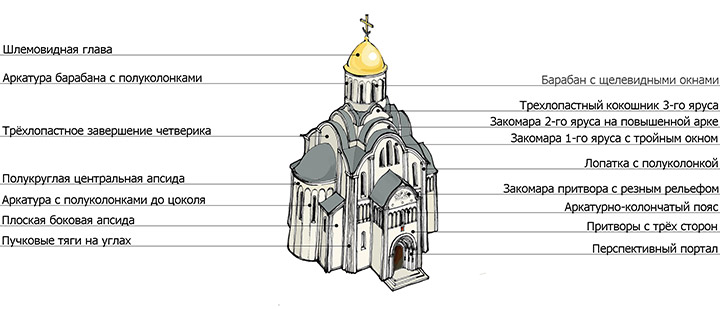 Шлемовидная глава
Аркатура барабана с полуколонками
Трёхлопастное завершение четверика
Полукруглая центральная апсида
Аркатура с полуколонками до цоколя
Плоская боковая апсида
Пучковые тяги на углах
Барабан с щелевидными окнами
Трехлопастный кокошник 3-го яруса
Закомара 2-го яруса на повышенной арке
Закомара 1-го яруса с тройным окном
Лопатка с полуколонкой
Закомара притвора с резным рельефом
Аркатурно-колончатый пояс
Притворы с трёх сторон
Перспективный портал